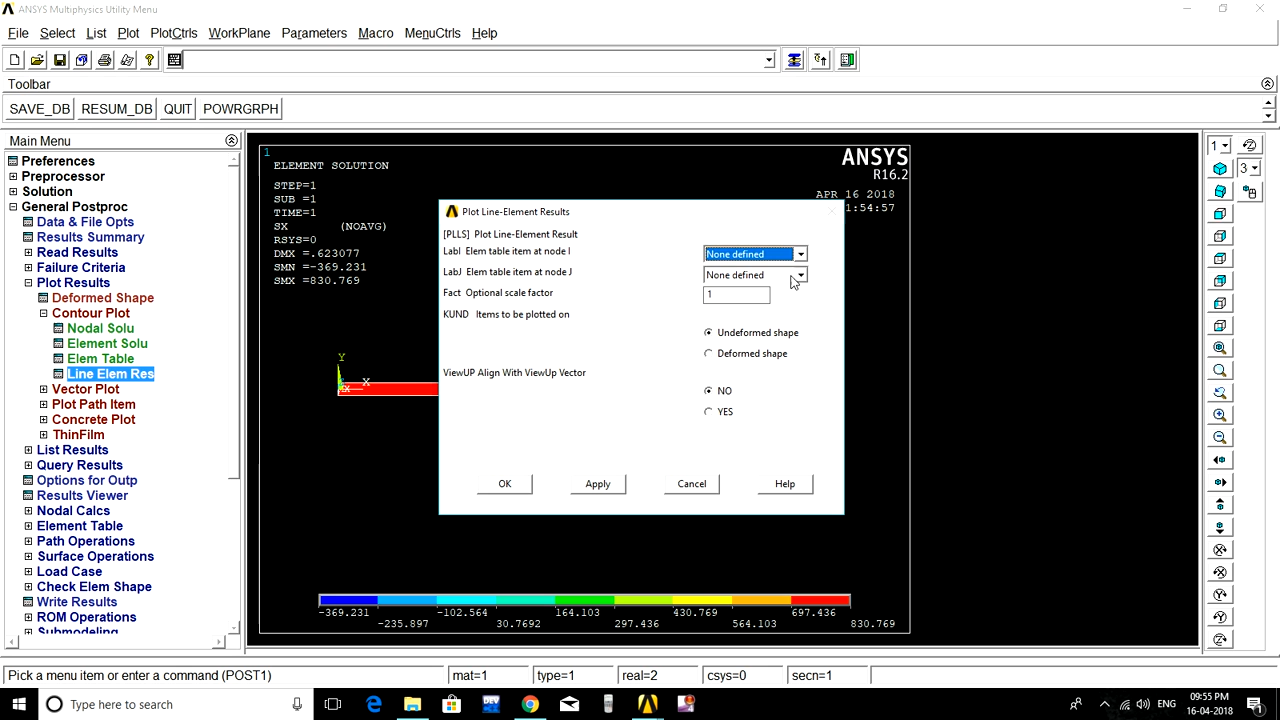 ANSYS Multiphysics Utility Menu
File Select List Plot PlotCtrls WorkPlane Parameters Macro MenuCtrls Help
Toolbar
SAVE_DB RESUM_DB QUIT POWRGRPH
Main Menu
Preferences
Preprocessor
Solution
General Postproc
Data & File Opts
Results Summary
Read Results
Failure Criteria
Plot Results
Deformed Shape
Contour Plot
Nodal Solu
Element Solu
Elem Table
Line Elem Res
Vector Plot
Plot Path Item
Concrete Plot
ThinFilm
List Results
Query Results
Options for Outp
Results Viewer
Nodal Calcs
Element Table
Path Operations
Surface Operations
Load Case
Check Elem Shape
Write Results
ROM Operations
Submodeling
1
ELEMENT SOLUTION
STEP=1
SUB =1
TIME=1
SX (NOAVG)
RSYS=0
DMX =.623077
SMN =-369.231
SMX =830.769
ANSYS
R16.2
APR 16 2018
1:54:57
Y
X
X
Plot Line-Element Results
[PLLS] Plot Line-Element Result
LabI Elem table item at node I None defined
LabJ Elem table item at node J None defined
Fact Optional scale factor 1
KUND Items to be plotted on
Undeformed shape
Deformed shape
ViewUP Align With ViewUp Vector
NO
YES
OK Apply Cancel Help
-369.231 -102.564 164.103 430.769 697.436
-235.897 30.7692 297.436 564.103 830.769
1
3
Pick a menu item or enter a command (POST1) mat=1 type=1 real=2 csys=0 secn=1
Type here to search
DEV
ENG
09:55 PM
16-04-2018
1